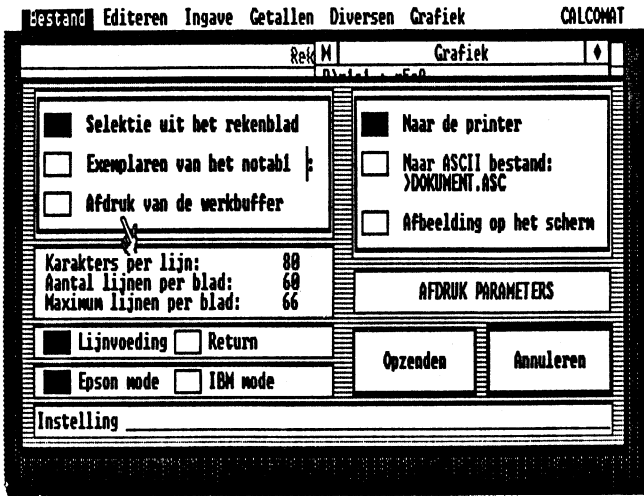 Bestand Editeren Ingave Getallen Diversen Grafiek CALCOMAT
Rek
Grafiek
Selektie uit het rekenblad
Exemplaren van het notabl :
Afdruk van de werkbuffer
Naar de printer
Naar ASCII bestand:
>DOKUMENT.ASC
Afbeelding op het scherm
Karakters per lijn: 80
Aantal lijnen per blad: 60
Maximum lijnen per blad: 66
AFDRUK PARAMETERS
Lijnvoeding Return
Epson mode IBM mode
Opzenden
Annuleren
Instelling